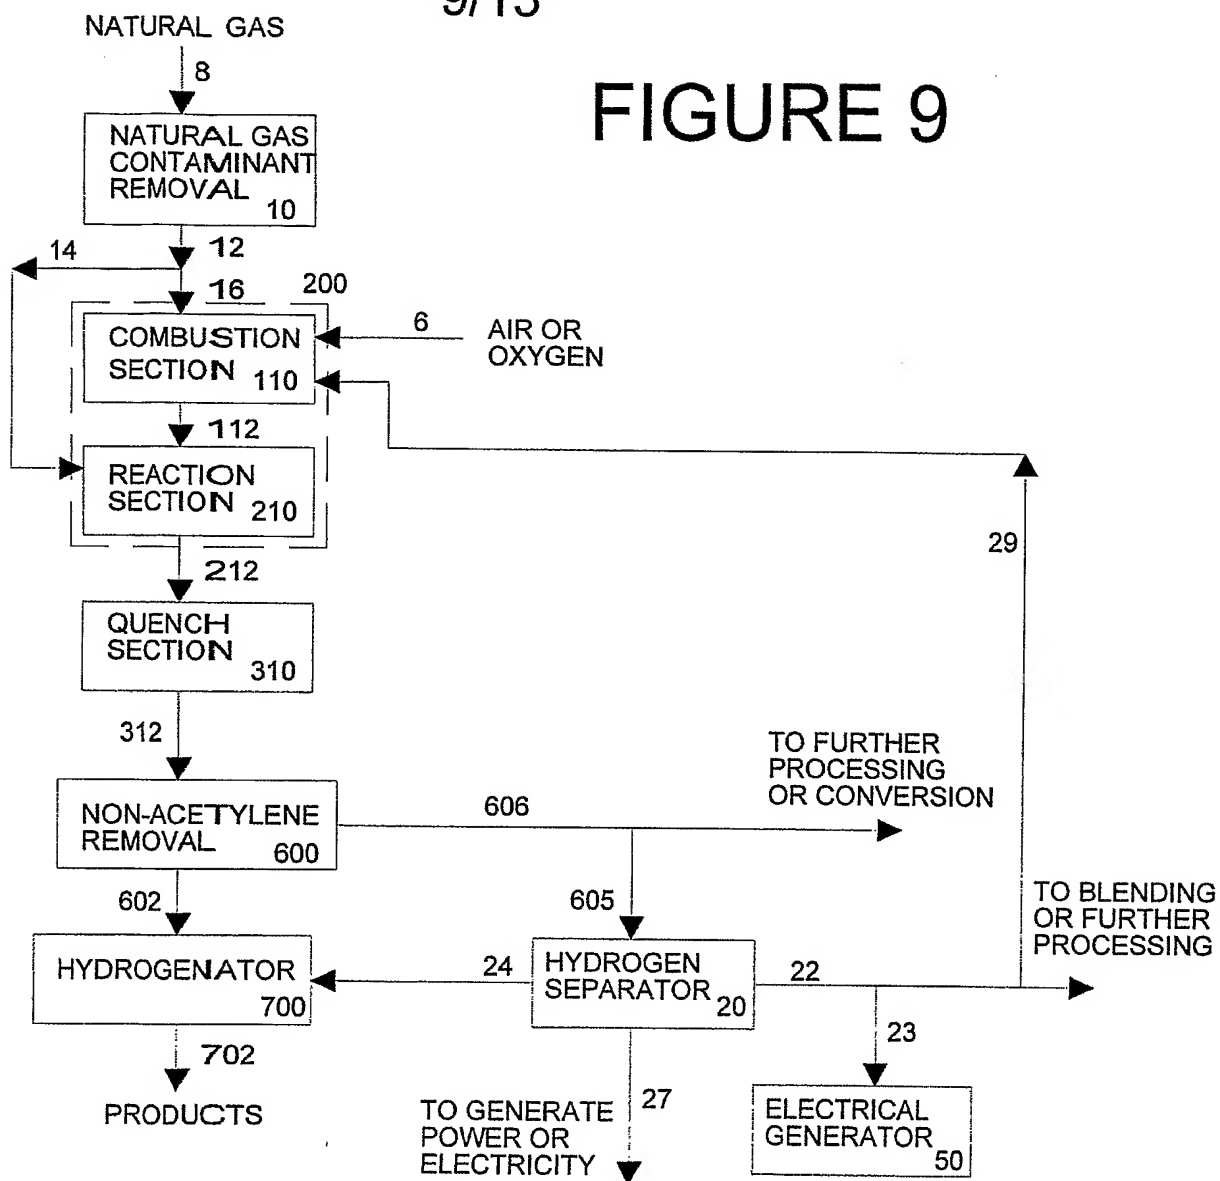 9/13
NATURAL GAS
8
FIGURE 9
NATURAL GAS
CONTAMINANT
REMOVAL
10
12
14
16
200
COMBUSTION
SECTION
110
6
AIR OR
OXYGEN
112
REACTION
SECTION
210
29
212
QUENCH
SECTION
310
312
TO FURTHER
PROCESSING
OR CONVERSION
NON-ACETYLENE
REMOVAL
600
606
602
605
TO BLENDING
OR FURTHER
PROCESSING
HYDROGENATOR
700
24
HYDROGEN
SEPARATOR
20
22
23
702
PRODUCTS
27
TO GENERATE
POWER OR
ELECTRICITY
ELECTRICAL
GENERATOR
50